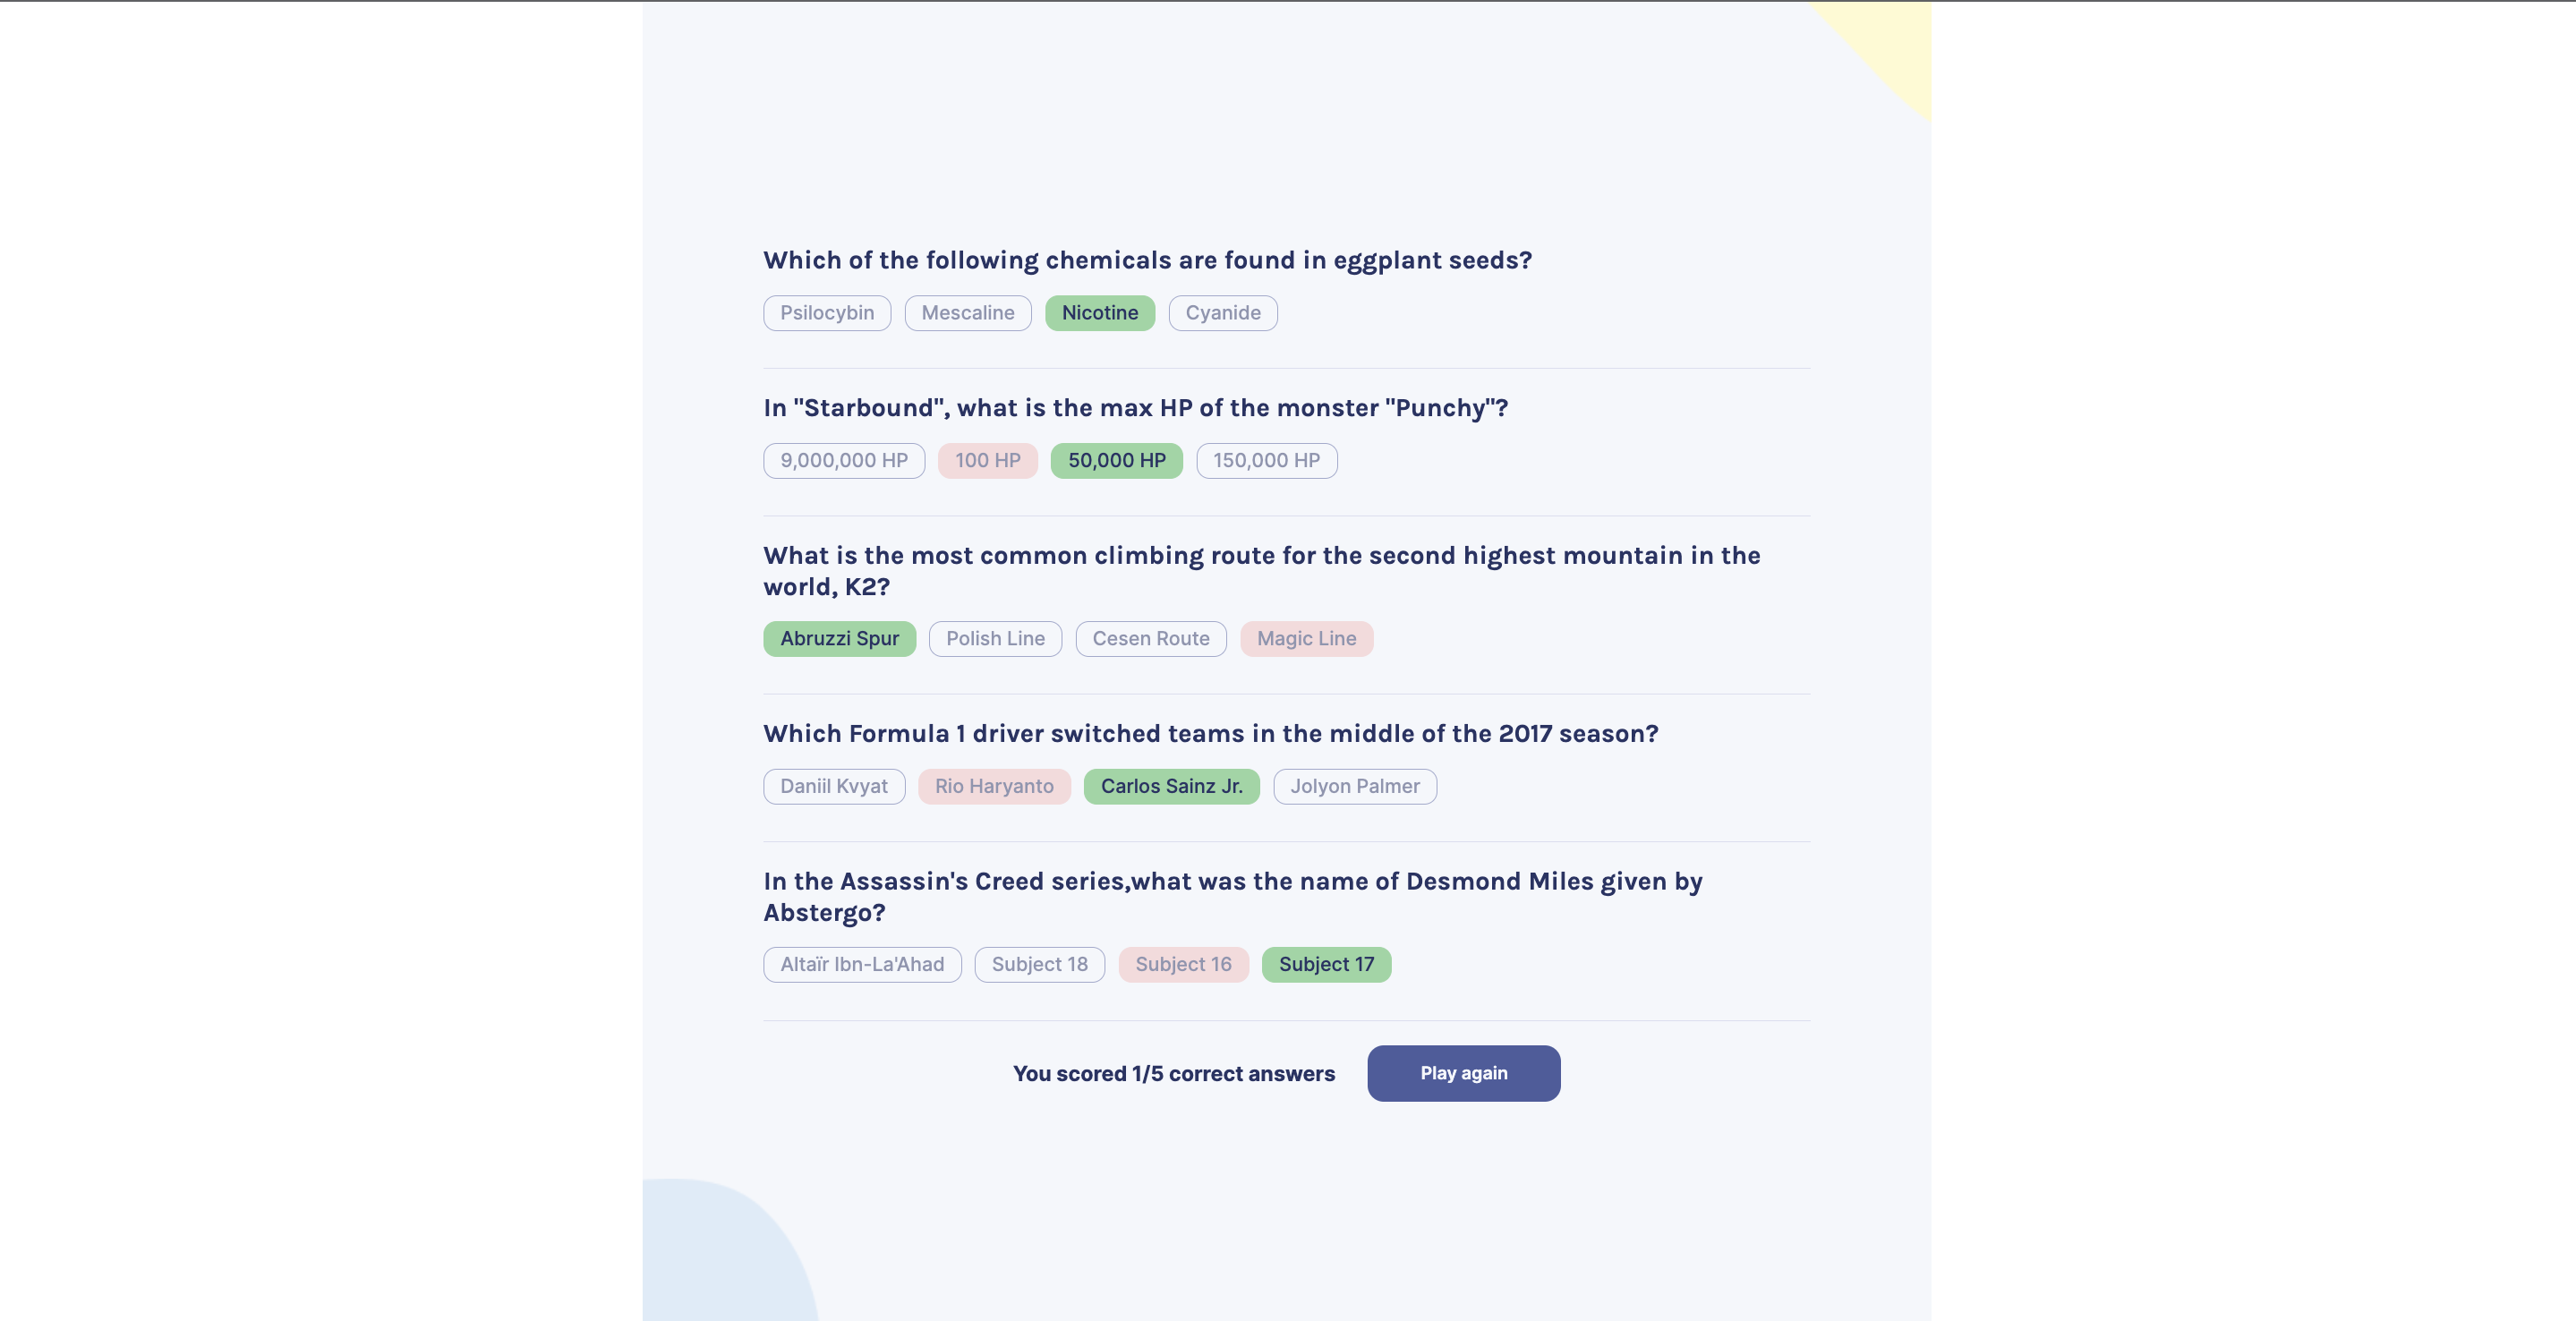 Which of the following chemicals are found in eggplant seeds?
Psilocybin Mescaline Nicotine Cyanide
In "Starbound", what is the max HP of the monster "Punchy"?
9,000,000 HP 100 HP 50,000 HP 150,000 HP
What is the most common climbing route for the second highest mountain in the
world, K2?
Abruzzi Spur Polish Line Cesen Route Magic Line
Which Formula 1 driver switched teams in the middle of the 2017 season?
Daniil Kvyat Rio Haryanto Carlos Sainz Jr. Jolyon Palmer
In the Assassin's Creed series,what was the name of Desmond Miles given by
Abstergo?
Altaïr Ibn-La'Ahad Subject 18 Subject 16 Subject 17
You scored 1/5 correct answers Play again